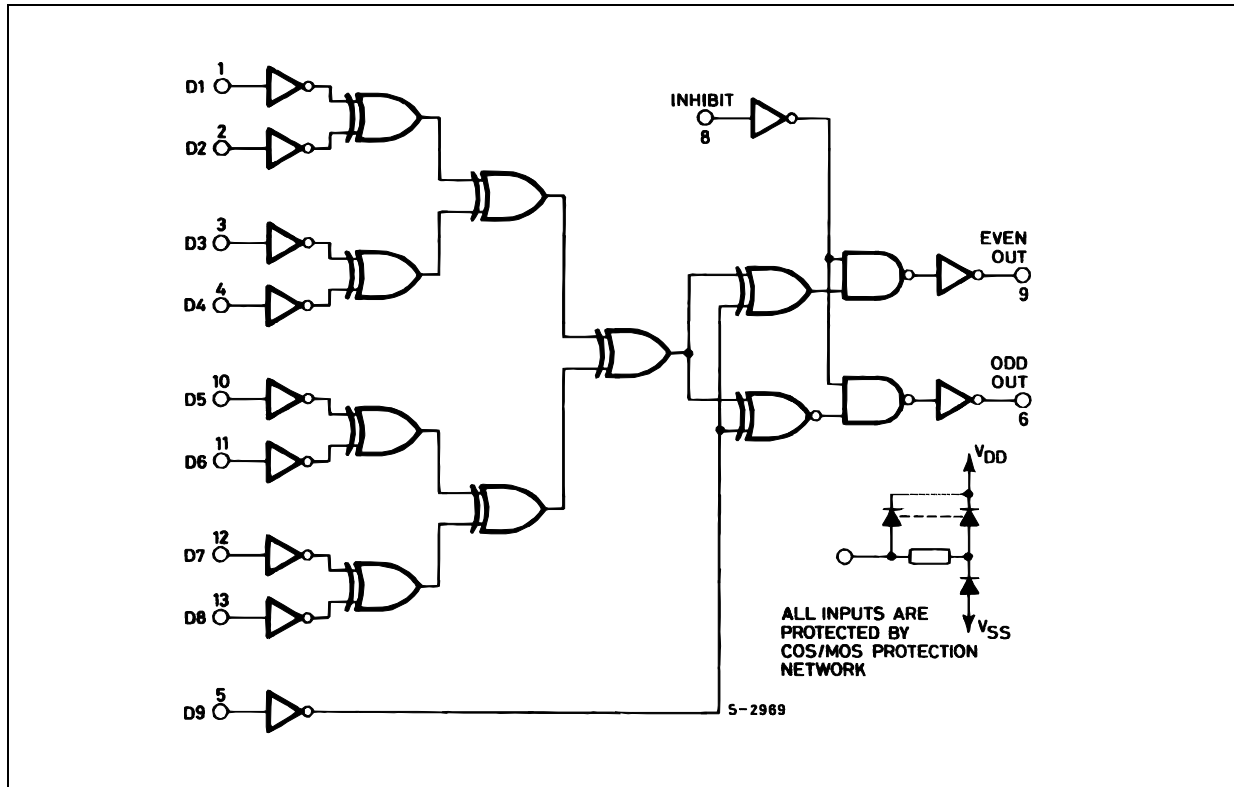 1
D1
2
D2
3
D3
4
D4
10
D5
11
D6
12
D7
13
D8
5
D9
INHIBIT
8
EVEN
OUT
9
ODD
OUT
6
VDD
VSS
ALL INPUTS ARE
PROTECTED BY
COS/MOS PROTECTION
NETWORK
S-2969